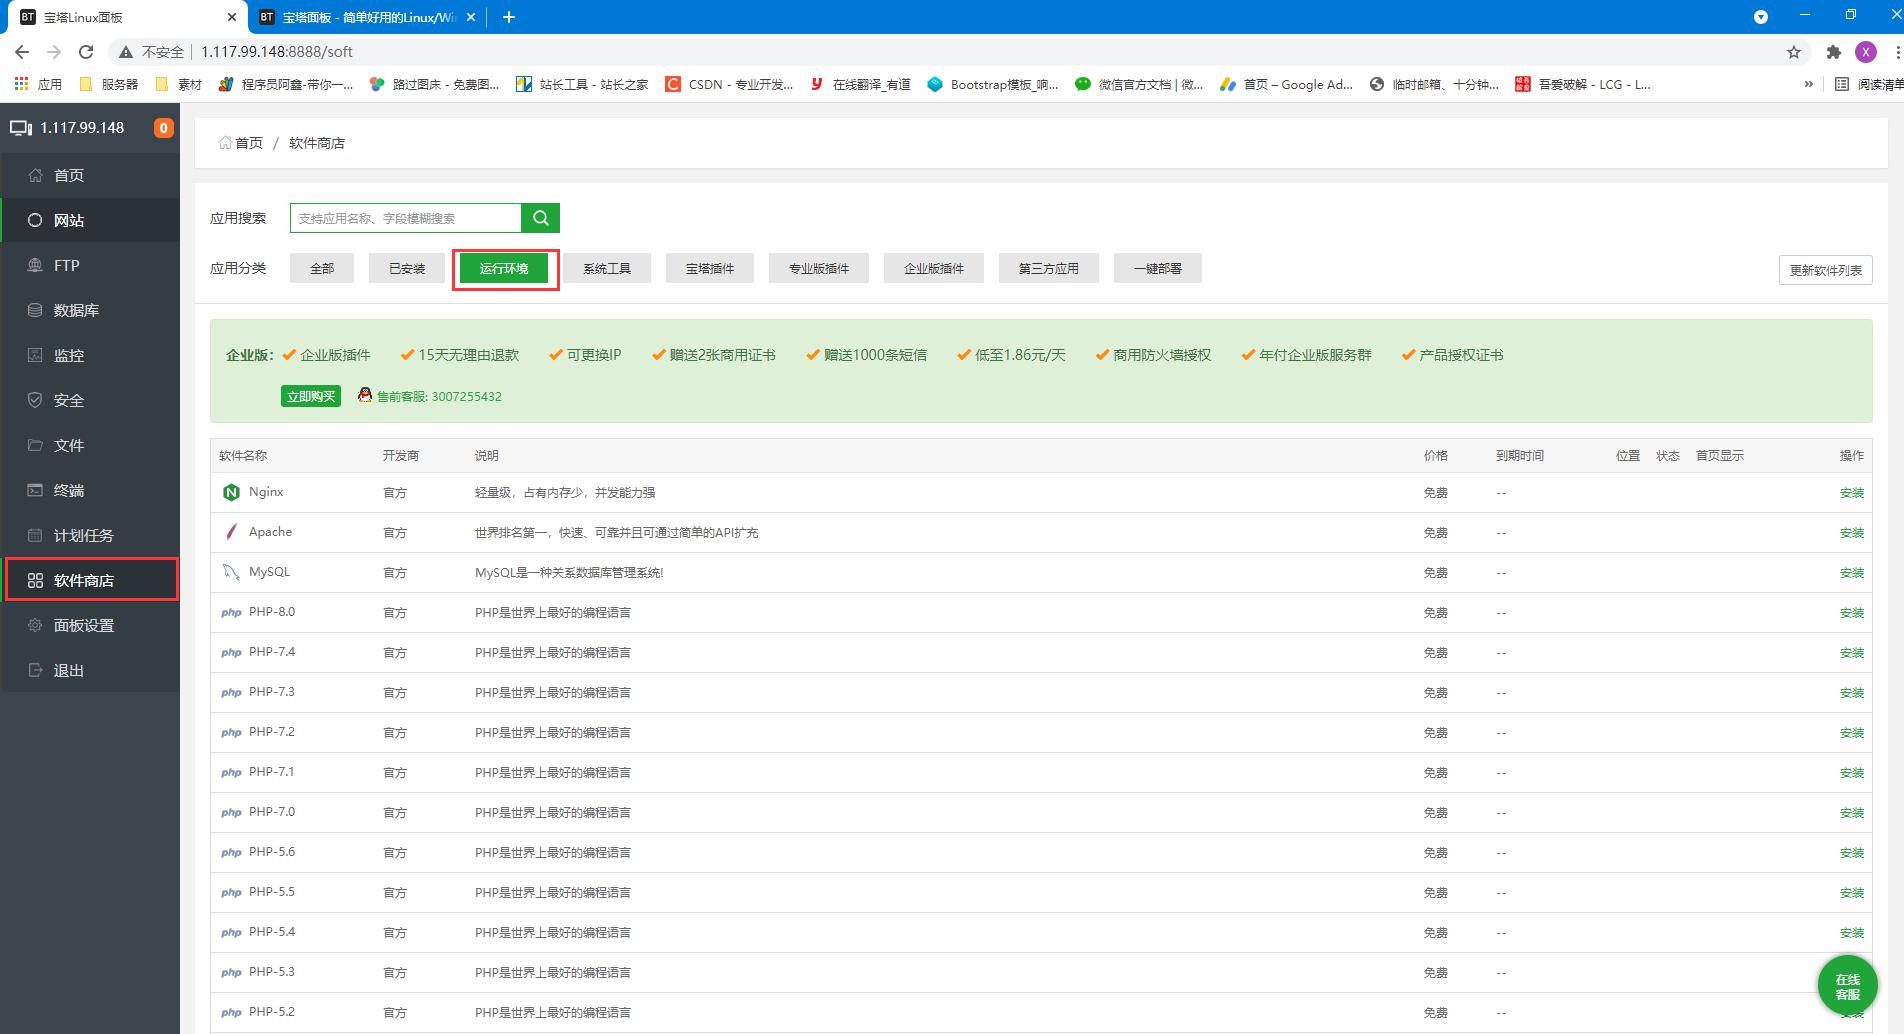 宝塔Linux面板
宝塔面板 - 简单好用的Linux/Wi
不安全 1.117.99.148:8888/soft
应用 服务器 素材 程序员阿鑫-带你一... 路过图床 - 免费图... 站长工具 - 站长之家 CSDN - 专业开发... 在线翻译_有道 Bootstrap模板_响... 微信官方文档 | 微... 首页 – Google Ad... 临时邮箱、十分钟... 吾爱破解 - LCG - L... » 阅读清单
1.117.99.148 0
首页
网站
FTP
数据库
监控
安全
文件
终端
计划任务
软件商店
面板设置
退出
首页 / 软件商店
应用搜索 支持应用名称、字段模糊搜索
应用分类 全部 已安装 运行环境 系统工具 宝塔插件 专业版插件 企业版插件 第三方应用 一键部署 更新软件列表
企业版: 企业版插件 15天无理由退款 可更换IP 赠送2张商用证书 赠送1000条短信 低至1.86元/天 商用防火墙授权 年付企业版服务群 产品授权证书
立即购买 售前客服: 3007255432
软件名称 开发商 说明 价格 到期时间 位置 状态 首页显示 操作
Nginx 官方 轻量级，占有内存少，并发能力强 免费 -- 安装
Apache 官方 世界排名第一，快速、可靠并且可通过简单的API扩充 免费 -- 安装
MySQL 官方 MySQL是一种关系数据库管理系统! 免费 -- 安装
php PHP-8.0 官方 PHP是世界上最好的编程语言 免费 -- 安装
php PHP-7.4 官方 PHP是世界上最好的编程语言 免费 -- 安装
php PHP-7.3 官方 PHP是世界上最好的编程语言 免费 -- 安装
php PHP-7.2 官方 PHP是世界上最好的编程语言 免费 -- 安装
php PHP-7.1 官方 PHP是世界上最好的编程语言 免费 -- 安装
php PHP-7.0 官方 PHP是世界上最好的编程语言 免费 -- 安装
php PHP-5.6 官方 PHP是世界上最好的编程语言 免费 -- 安装
php PHP-5.5 官方 PHP是世界上最好的编程语言 免费 -- 安装
php PHP-5.4 官方 PHP是世界上最好的编程语言 免费 -- 安装
php PHP-5.3 官方 PHP是世界上最好的编程语言 免费 -- 安装
php PHP-5.2 官方 PHP是世界上最好的编程语言 免费 --
在线
客服